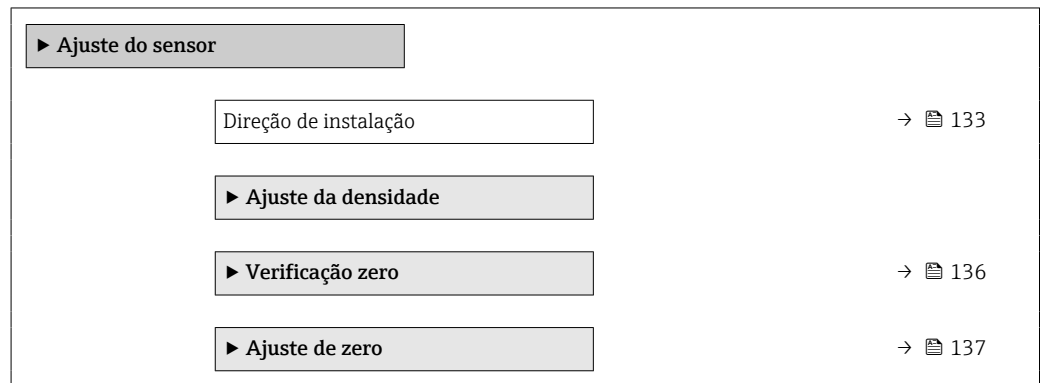 ▶ Ajuste do sensor
Direção de instalação → 133
▶ Ajuste da densidade
▶ Verificação zero → 136
▶ Ajuste de zero → 137